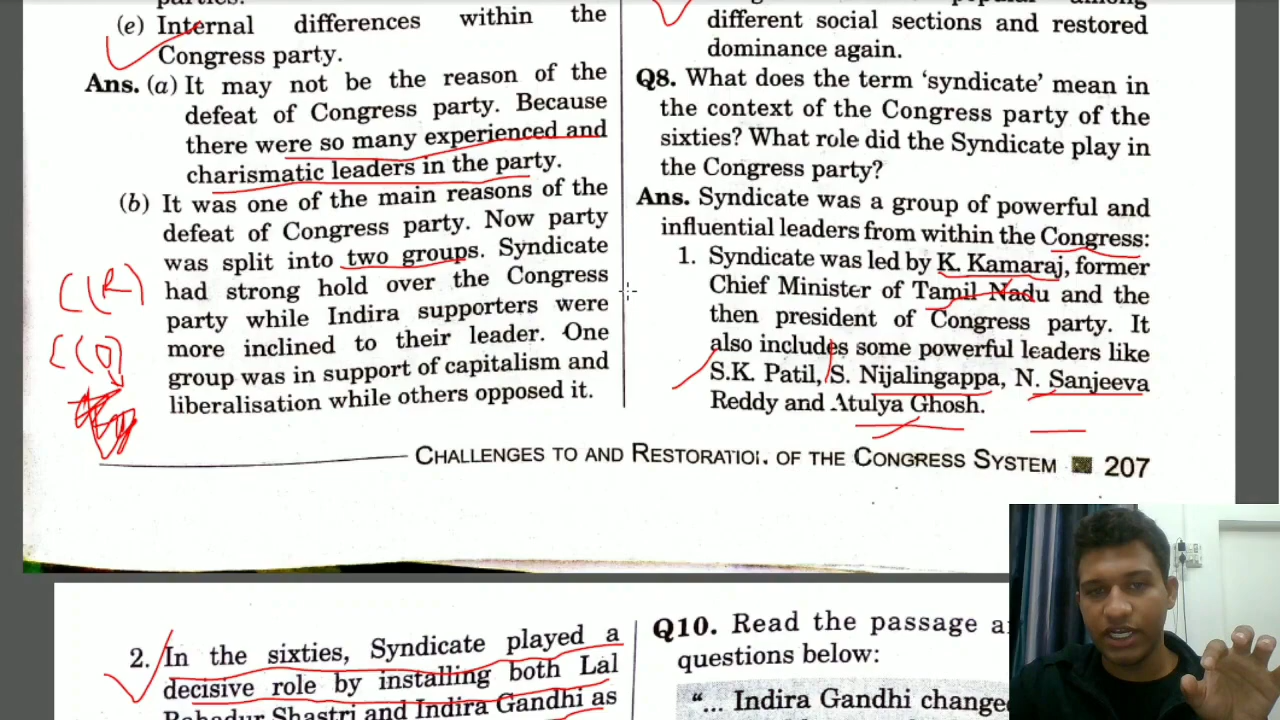 (e) Internal differences within the
Congress party.
Ans. (a) It may not be the reason of the
defeat of Congress party. Because
there were so many experienced and
charismatic leaders in the party.
(b) It was one of the main reasons of the
defeat of Congress party. Now party
was split into two groups. Syndicate
had strong hold over the Congress
party while Indira supporters were
more inclined to their leader. One
group was in support of capitalism and
liberalisation while others opposed it.
C(R)
C(O)
different social sections and restored
dominance again.
Q8. What does the term ‘syndicate’ mean in
the context of the Congress party of the
sixties? What role did the Syndicate play in
the Congress party?
Ans. Syndicate was a group of powerful and
influential leaders from within the Congress:
1. Syndicate was led by K. Kamaraj, former
Chief Minister of Tamil Nadu and the
then president of Congress party. It
also includes some powerful leaders like
S.K. Patil, S. Nijalingappa, N. Sanjeeva
Reddy and Atulya Ghosh.
CHALLENGES TO AND RESTORATION OF THE CONGRESS SYSTEM 207
2. In the sixties, Syndicate played a
decisive role by installing both Lal
Bahadur Shastri and Indira Gandhi as
Q10. Read the passage
questions below:
“... Indira Gandhi changed